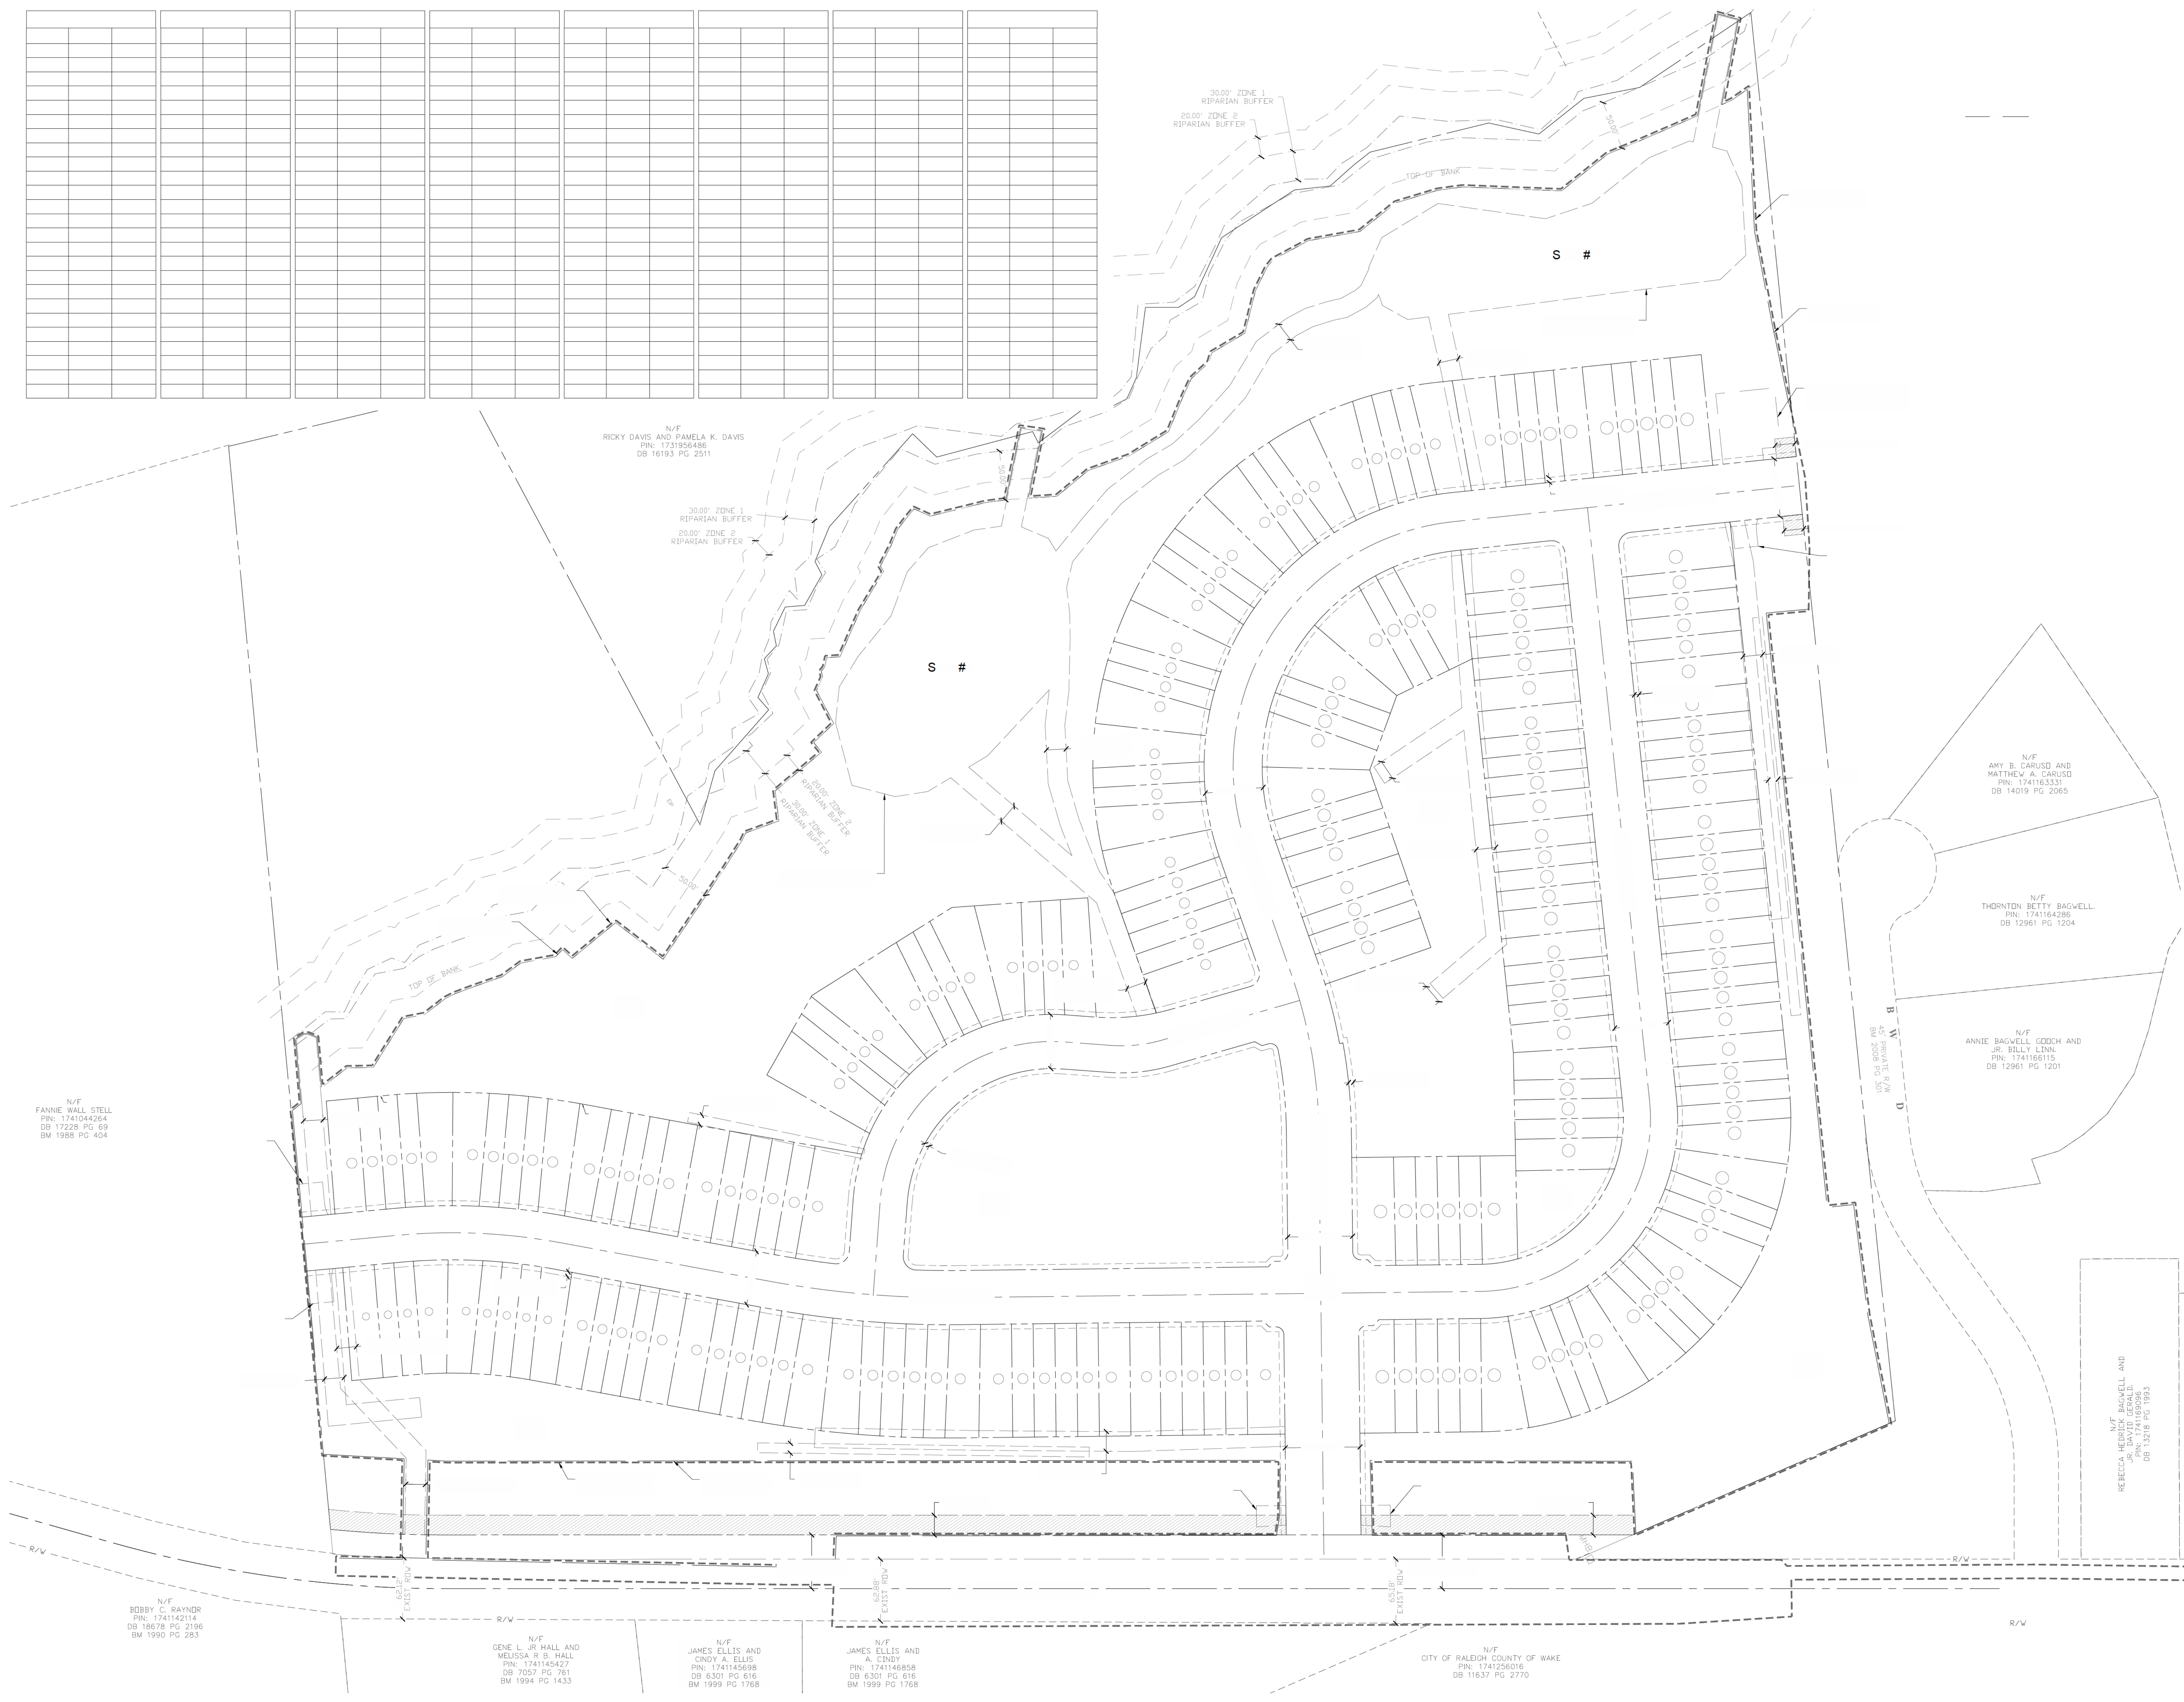 30.00' ZONE 1
RIPARIAN BUFFER
20.00' ZONE 2
RIPARIAN BUFFER
50.00'
TOP OF BANK
S #
N/F
RICKY DAVIS AND PAMELA K. DAVIS
PIN: 1731956486
DB 16193 PG 2511
50.00'
30.00' ZONE 1
RIPARIAN BUFFER
20.00' ZONE 2
RIPARIAN BUFFER
S #
20.00' ZONE 2
RIPARIAN BUFFER
30.00' ZONE 1
RIPARIAN BUFFER
50.00'
TOP OF BANK
N/F
AMY B. CARUSO AND
MATTHEW A. CARUSO
PIN: 1741163331
DB 14019 PG 2065
N/F
THORNTON BETTY BAGWELL.
PIN: 1741164286
DB 12961 PG 1204
B W D
45' PRIVATE R/W
BM 2008 PG 301
N/F
ANNIE BAGWELL GOOCH AND
JR. BILLY LINN.
PIN: 1741166115
DB 12961 PG 1201
N/F
FANNIE WALL STELL
PIN: 1741044264
DB 17228 PG 69
BM 1988 PG 404
N/F
REBECCA HEDRICK BAGWELL AND
JR. DAVID GERALD.
PIN: 1741169096
DB 13218 PG 1993
R/W
R/W
R/W
R/W
62.12'
EXIST ROW
62.88'
EXIST ROW
65.18'
EXIST ROW
N/F
BOBBY C. RAYNOR
PIN: 1741142114
DB 18678 PG 2196
BM 1990 PG 283
N/F
GENE L. JR HALL AND
MELISSA R B. HALL
PIN: 1741145427
DB 7057 PG 761
BM 1994 PG 1433
N/F
JAMES ELLIS AND
CINDY A. ELLIS
PIN: 1741145698
DB 6301 PG 616
BM 1999 PG 1768
N/F
JAMES ELLIS AND
A. CINDY
PIN: 1741146858
DB 6301 PG 616
BM 1999 PG 1768
N/F
CITY OF RALEIGH COUNTY OF WAKE
PIN: 1741256016
DB 11637 PG 2770